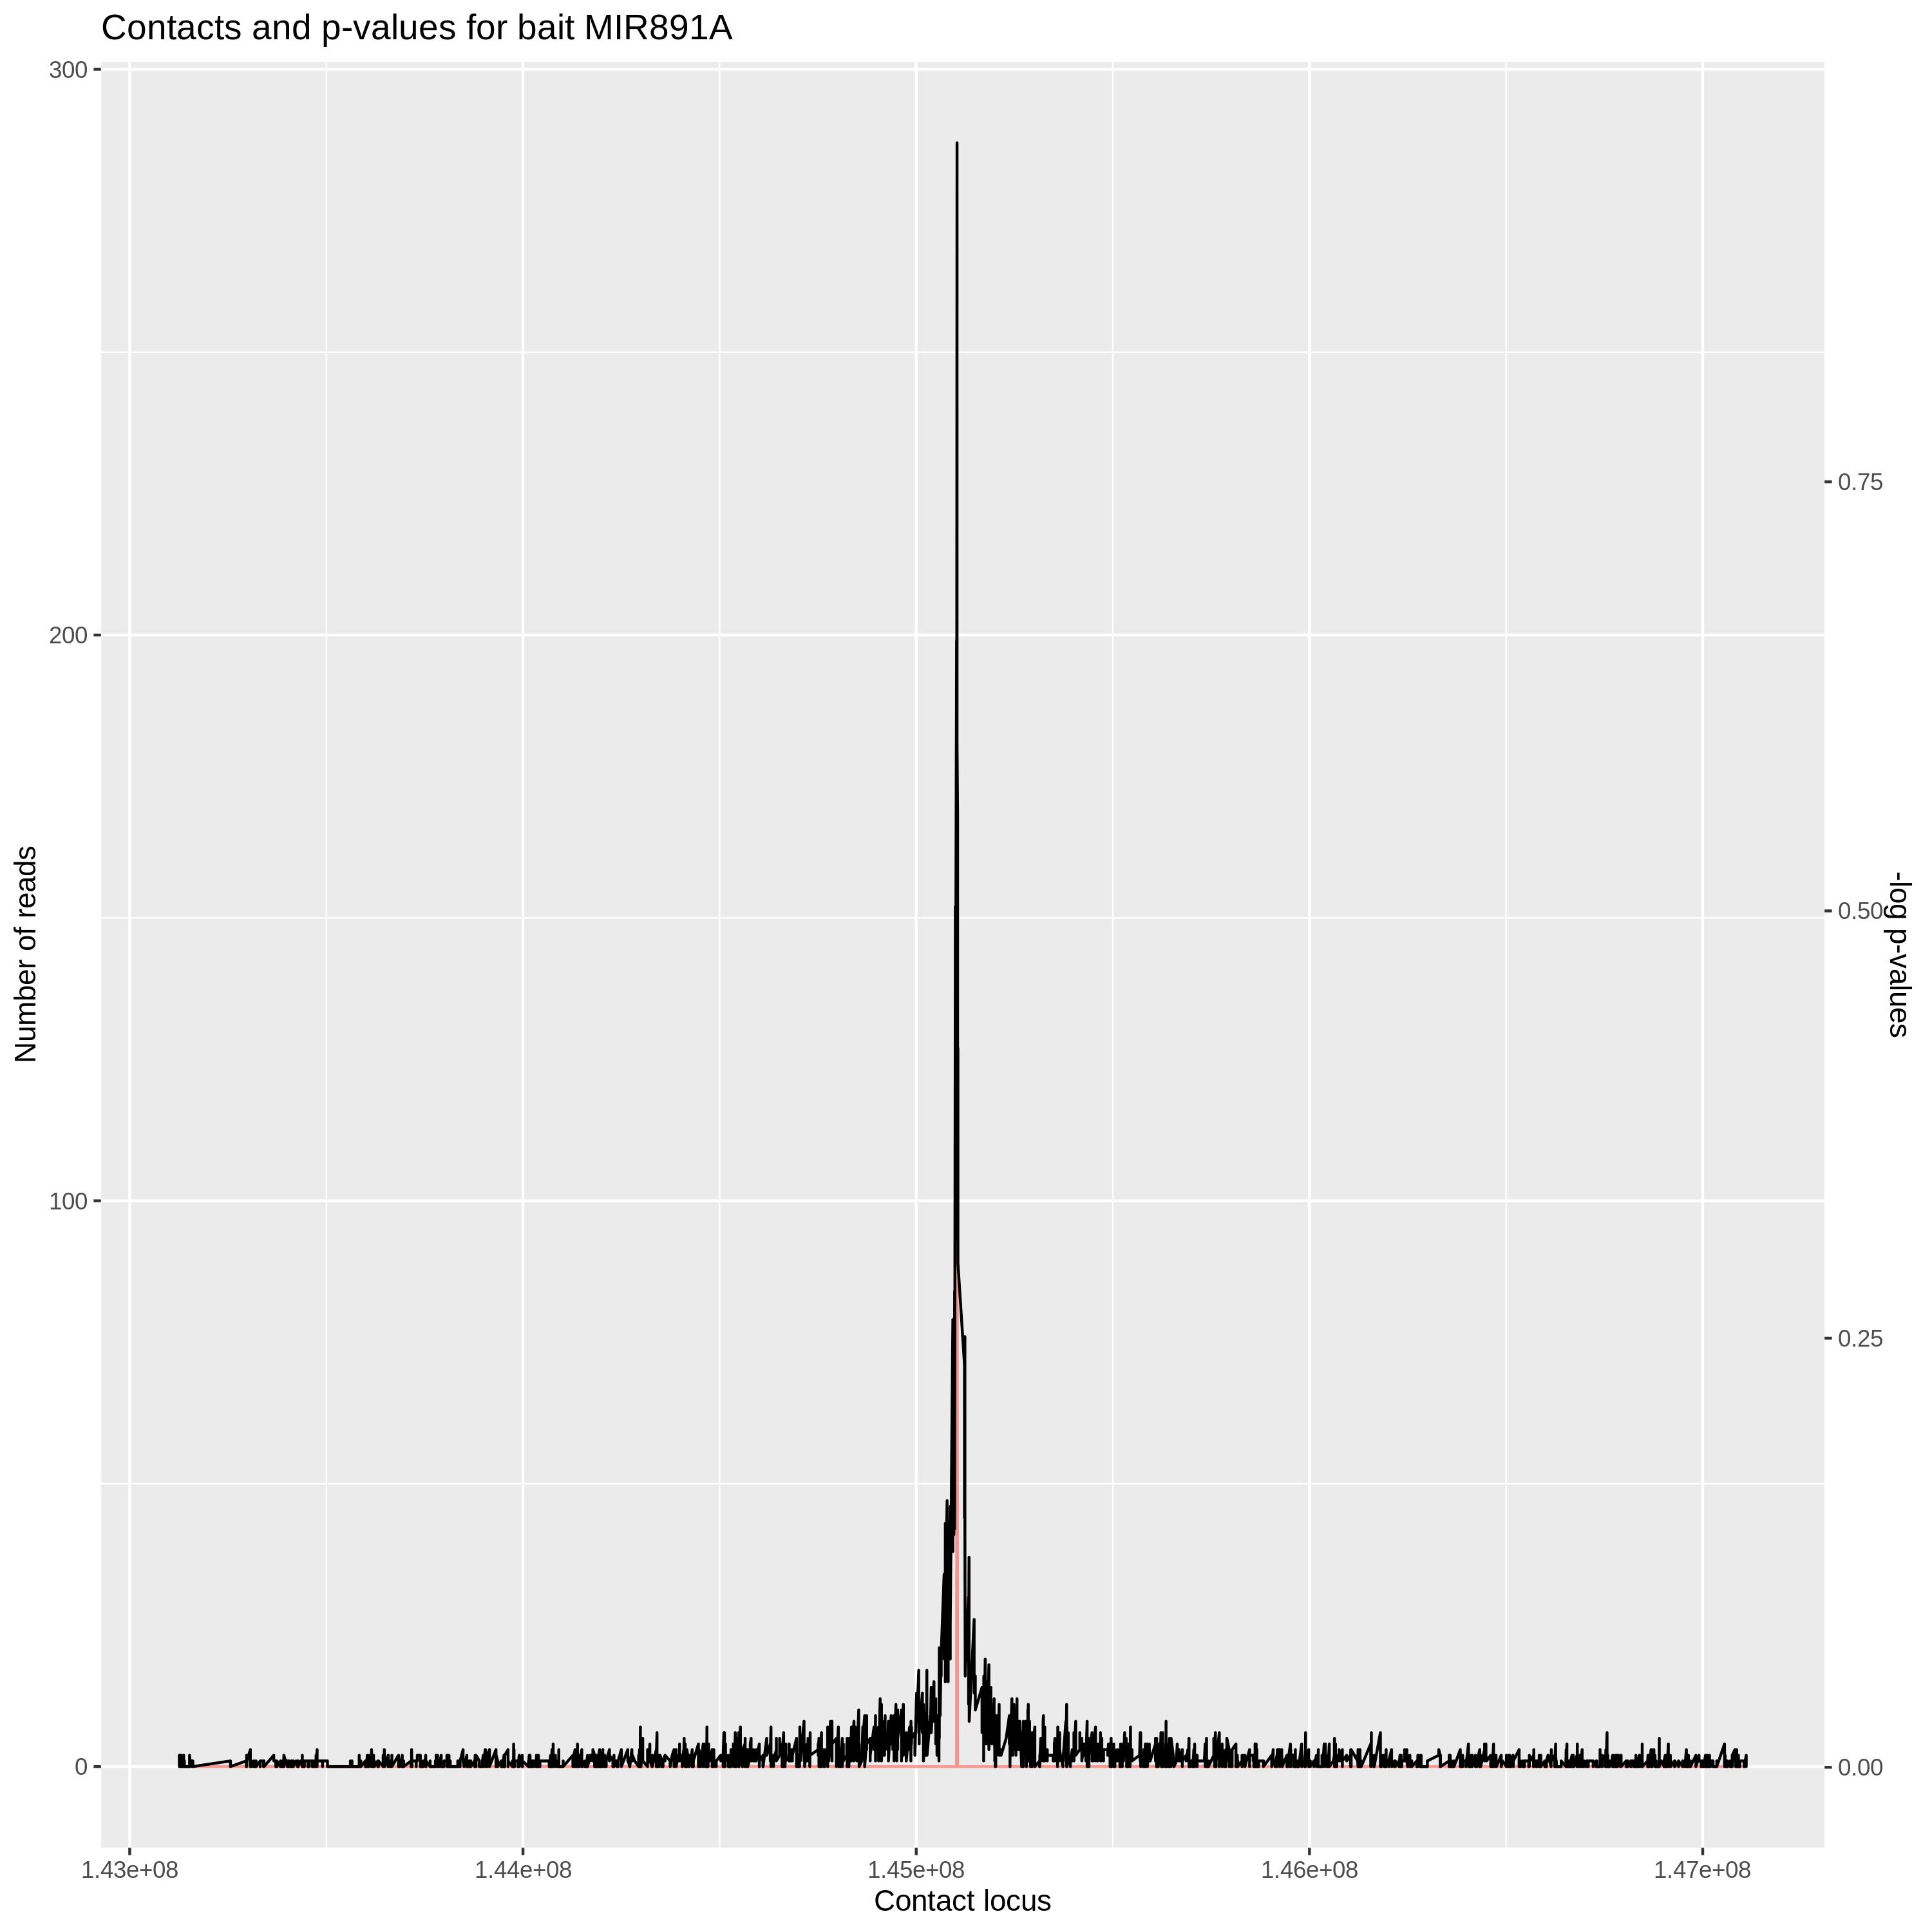 Contacts and p-values for bait MIR891A
300
200
100
0
Number of reads
0.75
0.50
0.25
0.00
-log p-values
1.43e+08
1.44e+08
1.45e+08
1.46e+08
1.47e+08
Contact locus